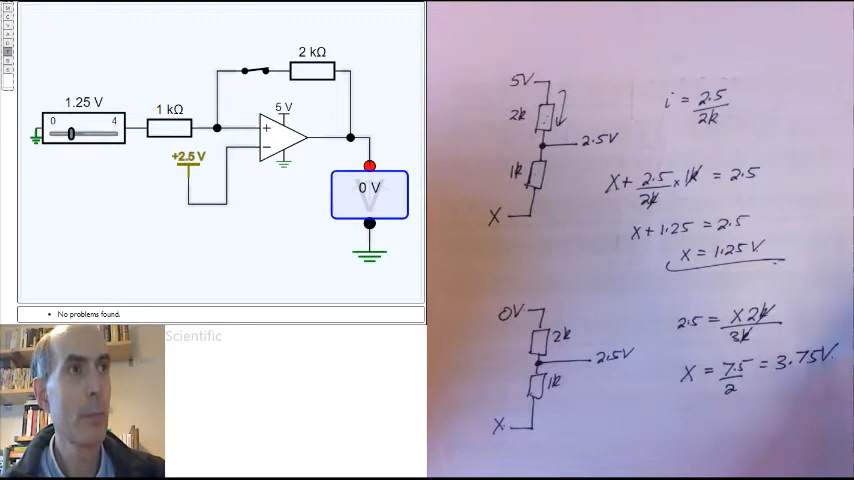 2 kΩ
1.25 V
0 4
1 kΩ
5 V
+
−
+2.5 V
0 V
V
No problems found.
Scientific
5V
2k
2.5V
1k
X
i = 2.5 / 2k
X + 2.5 / 2k × 1k = 2.5
X + 1.25 = 2.5
X = 1.25V
0V
2k
2.5V
1k
X
2.5 = X 2k / 3k
X = 7.5 / 2 = 3.75V.